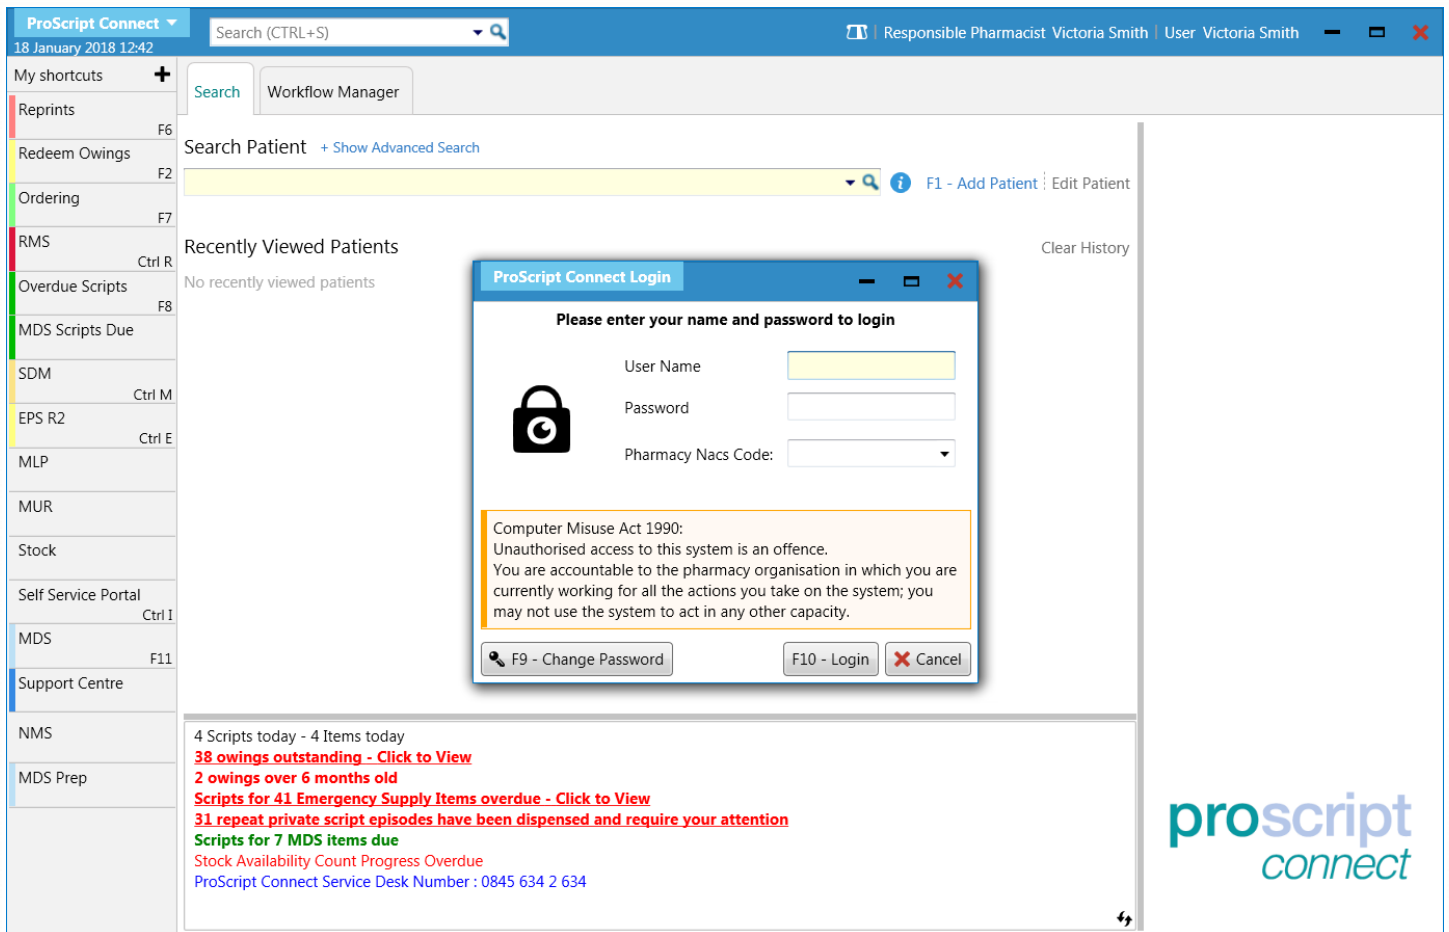 ProScript Connect
18 January 2018 12:42
Search (CTRL+S)
Responsible Pharmacist Victoria Smith
User Victoria Smith
My shortcuts
Reprints
F6
Redeem Owings
F2
Ordering
F7
RMS
Ctrl R
Overdue Scripts
F8
MDS Scripts Due
SDM
Ctrl M
EPS R2
Ctrl E
MLP
MUR
Stock
Self Service Portal
Ctrl I
MDS
F11
Support Centre
NMS
MDS Prep
Search
Workflow Manager
Search Patient + Show Advanced Search
F1 - Add Patient
Edit Patient
Recently Viewed Patients
Clear History
No recently viewed patients
ProScript Connect Login
Please enter your name and password to login
User Name
Password
Pharmacy Nacs Code:
Computer Misuse Act 1990:
Unauthorised access to this system is an offence.
You are accountable to the pharmacy organisation in which you are
currently working for all the actions you take on the system; you
may not use the system to act in any other capacity.
F9 - Change Password
F10 - Login
Cancel
4 Scripts today - 4 Items today
38 owings outstanding - Click to View
2 owings over 6 months old
Scripts for 41 Emergency Supply Items overdue - Click to View
31 repeat private script episodes have been dispensed and require your attention
Scripts for 7 MDS items due
Stock Availability Count Progress Overdue
ProScript Connect Service Desk Number : 0845 634 2 634
proscript
connect